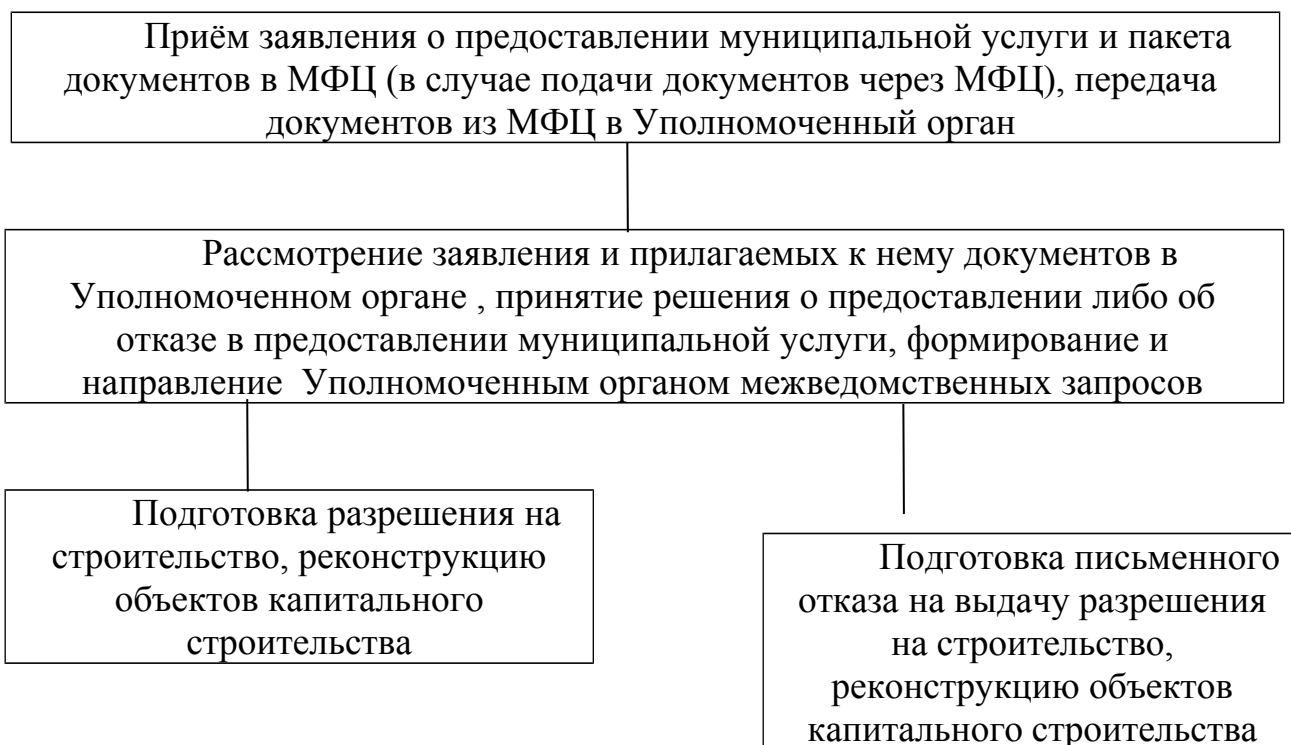 Приём заявления о предоставлении муниципальной услуги и пакета
документов в МФЦ (в случае подачи документов через МФЦ), передача
документов из МФЦ в Уполномоченный орган
Рассмотрение заявления и прилагаемых к нему документов в
Уполномоченном органе , принятие решения о предоставлении либо об
отказе в предоставлении муниципальной услуги, формирование и
направление Уполномоченным органом межведомственных запросов
Подготовка разрешения на
строительство, реконструкцию
объектов капитального
строительства
Подготовка письменного
отказа на выдачу разрешения
на строительство,
реконструкцию объектов
капитального строительства